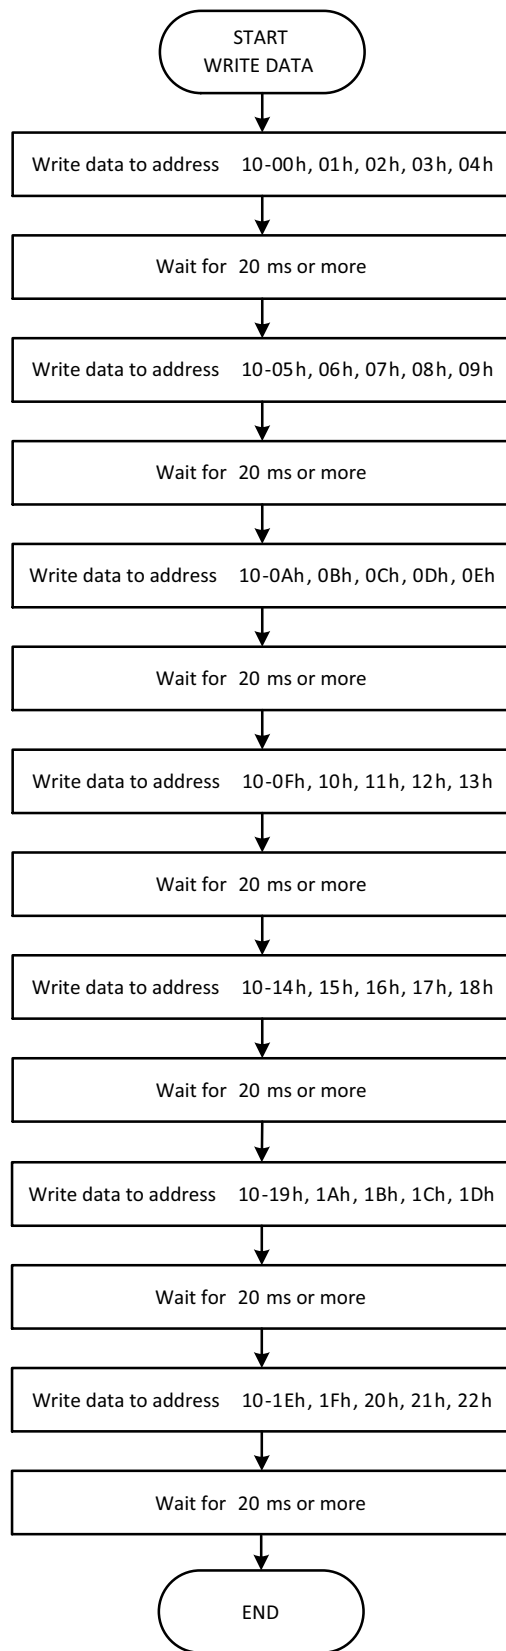 START
WRITE DATA
Write data to address 10-00h, 01h, 02h, 03h, 04h
Wait for 20 ms or more
Write data to address 10-05h, 06h, 07h, 08h, 09h
Wait for 20 ms or more
Write data to address 10-0Ah, 0Bh, 0Ch, 0Dh, 0Eh
Wait for 20 ms or more
Write data to address 10-0Fh, 10h, 11h, 12h, 13h
Wait for 20 ms or more
Write data to address 10-14h, 15h, 16h, 17h, 18h
Wait for 20 ms or more
Write data to address 10-19h, 1Ah, 1Bh, 1Ch, 1Dh
Wait for 20 ms or more
Write data to address 10-1Eh, 1Fh, 20h, 21h, 22h
Wait for 20 ms or more
END